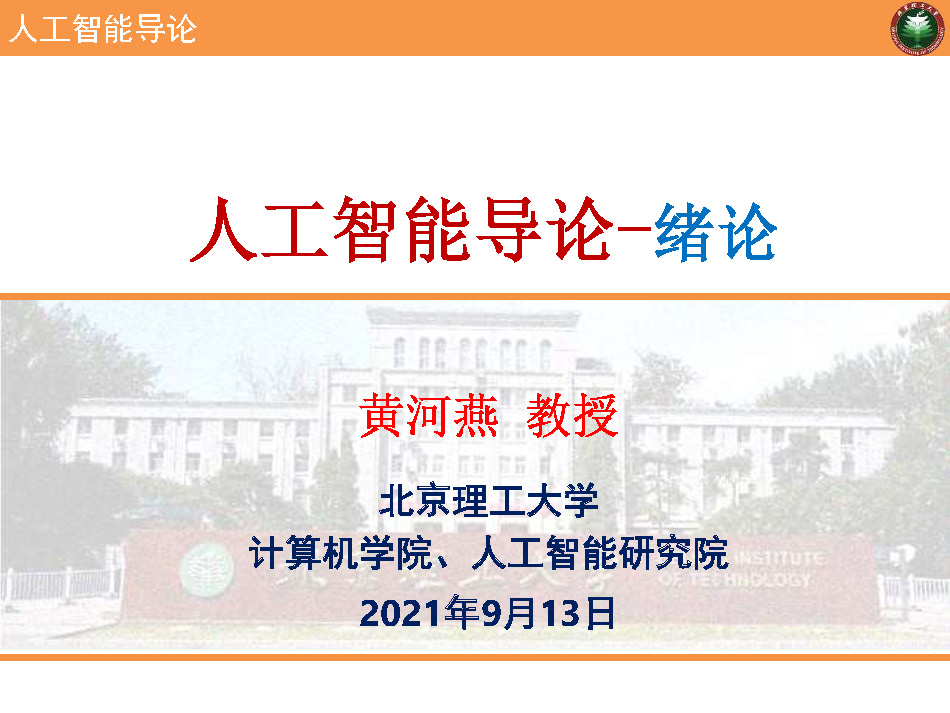 人工智能导论
人工智能导论-绪论
黄河燕 教授
北京理工大学
计算机学院、人工智能研究院
2021年9月13日
INSTITUTE
OF TECHNOLOGY